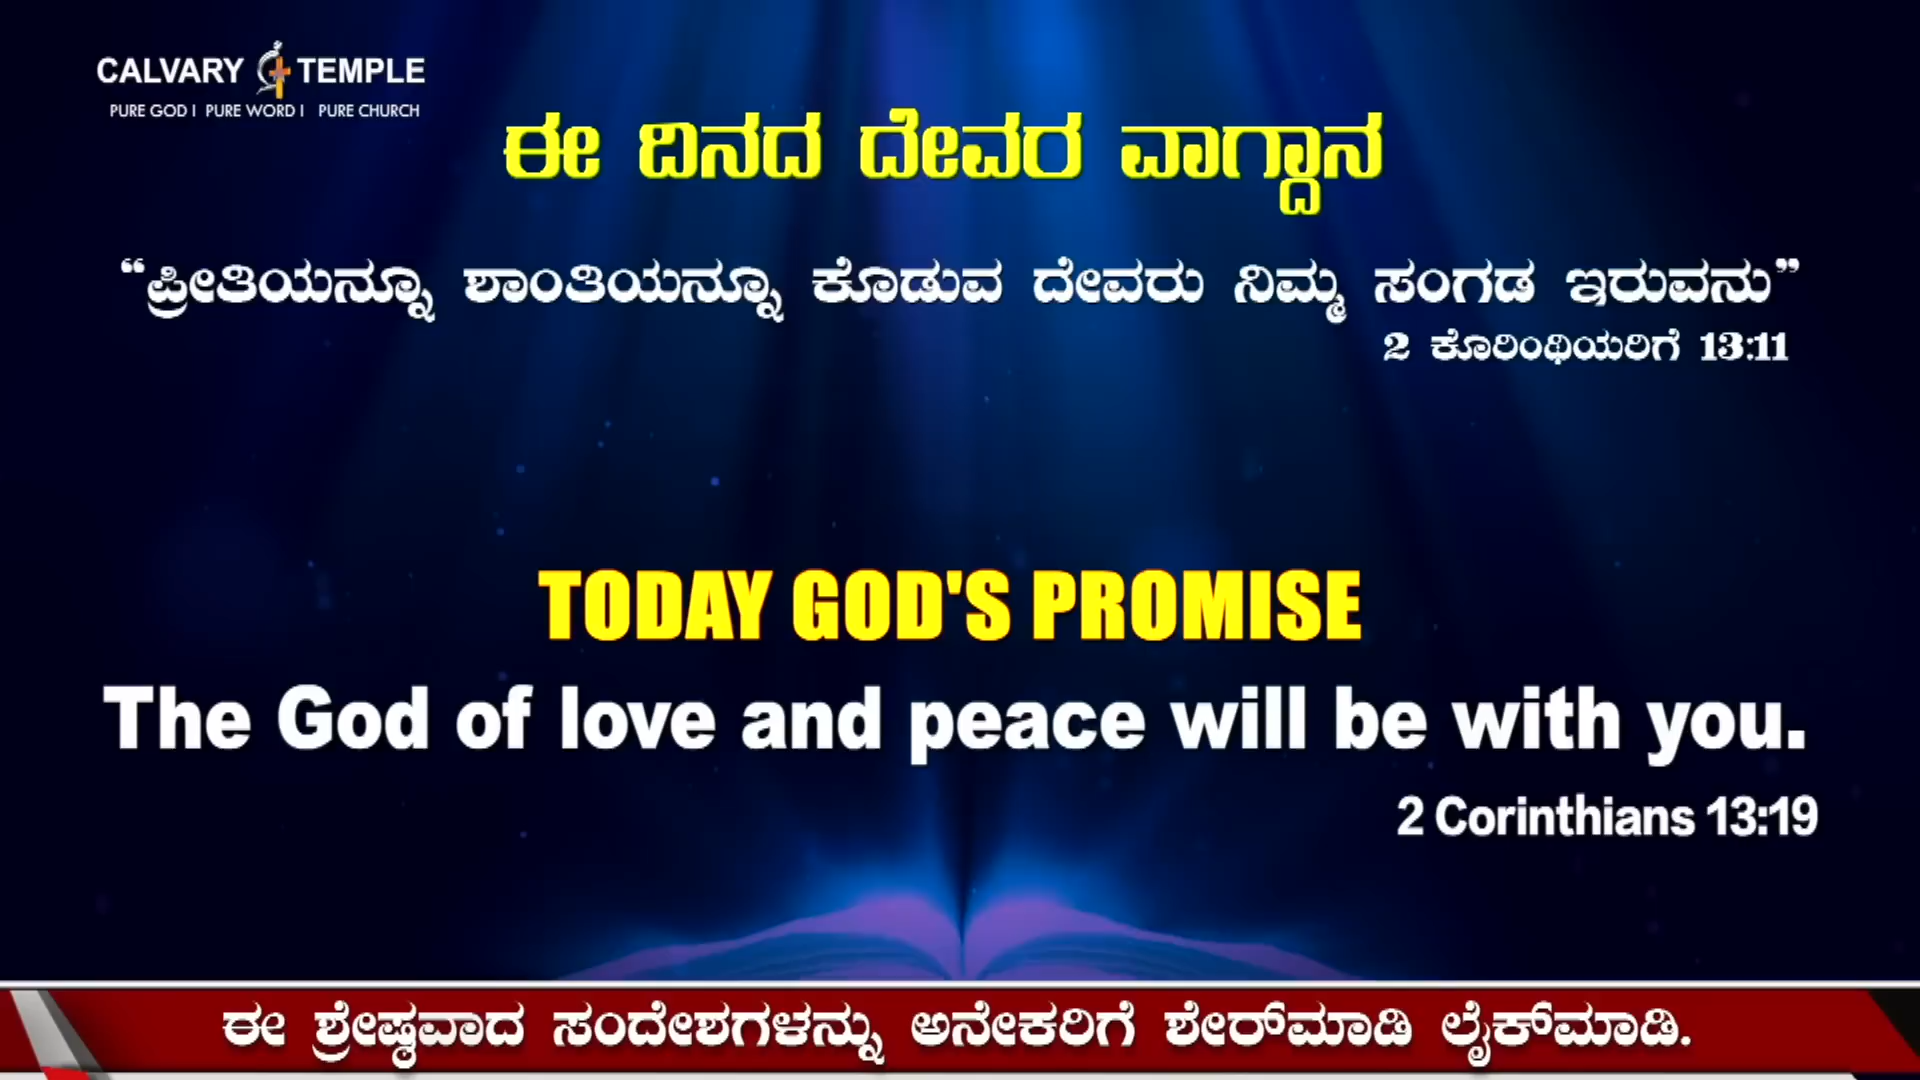 CALVARY TEMPLE
PURE GOD I PURE WORD I PURE CHURCH
ಈ ದಿನದ ದೇವರ ವಾಗ್ದಾನ
“ಪ್ರೀತಿಯನ್ನೂ ಶಾಂತಿಯನ್ನೂ ಕೊಡುವ ದೇವರು ನಿಮ್ಮ ಸಂಗಡ ಇರುವನು”
2 ಕೊರಿಂಥಿಯರಿಗೆ 13:11
TODAY GOD'S PROMISE
The God of love and peace will be with you.
2 Corinthians 13:19
ಈ ಶ್ರೇಷ್ಠವಾದ ಸಂದೇಶಗಳನ್ನು ಅನೇಕರಿಗೆ ಶೇರ್‌ಮಾಡಿ ಲೈಕ್‌ಮಾಡಿ.